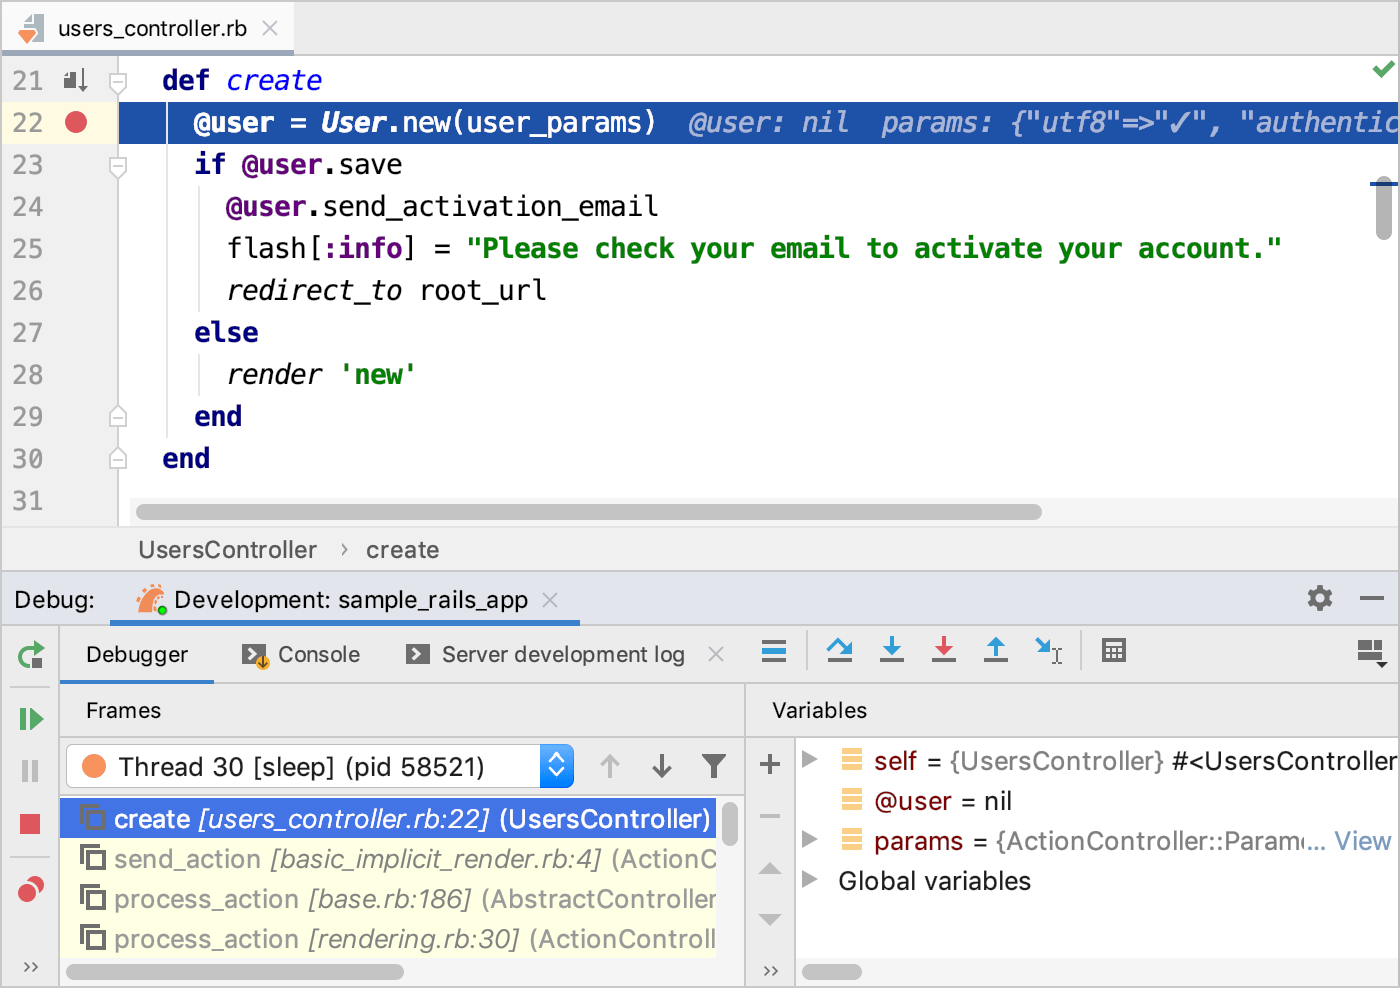 users_controller.rb
21 def create
22 @user = User.new(user_params) @user: nil params: {"utf8"=>"✓", "authentic
23 if @user.save
24 @user.send_activation_email
25 flash[:info] = "Please check your email to activate your account."
26 redirect_to root_url
27 else
28 render 'new'
29 end
30 end
31
UsersController › create
Debug: Development: sample_rails_app
Debugger Console Server development log
Frames Variables
Thread 30 [sleep] (pid 58521)
create [users_controller.rb:22] (UsersController)
send_action [basic_implicit_render.rb:4] (ActionC
process_action [base.rb:186] (AbstractController
process_action [rendering.rb:30] (ActionControll
self = {UsersController} #<UsersController
@user = nil
params = {ActionController::Param... View
Global variables